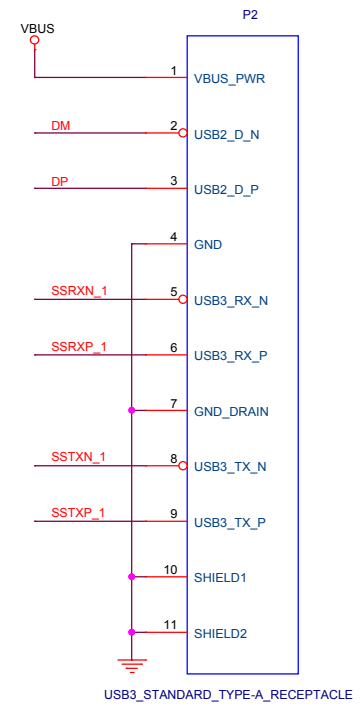 P2
VBUS
1 VBUS_PWR
DM 2 USB2_D_N
DP 3 USB2_D_P
4 GND
SSRXN_1 5 USB3_RX_N
SSRXP_1 6 USB3_RX_P
7 GND_DRAIN
SSTXN_1 8 USB3_TX_N
SSTXP_1 9 USB3_TX_P
10 SHIELD1
11 SHIELD2
USB3_STANDARD_TYPE-A_RECEPTACLE